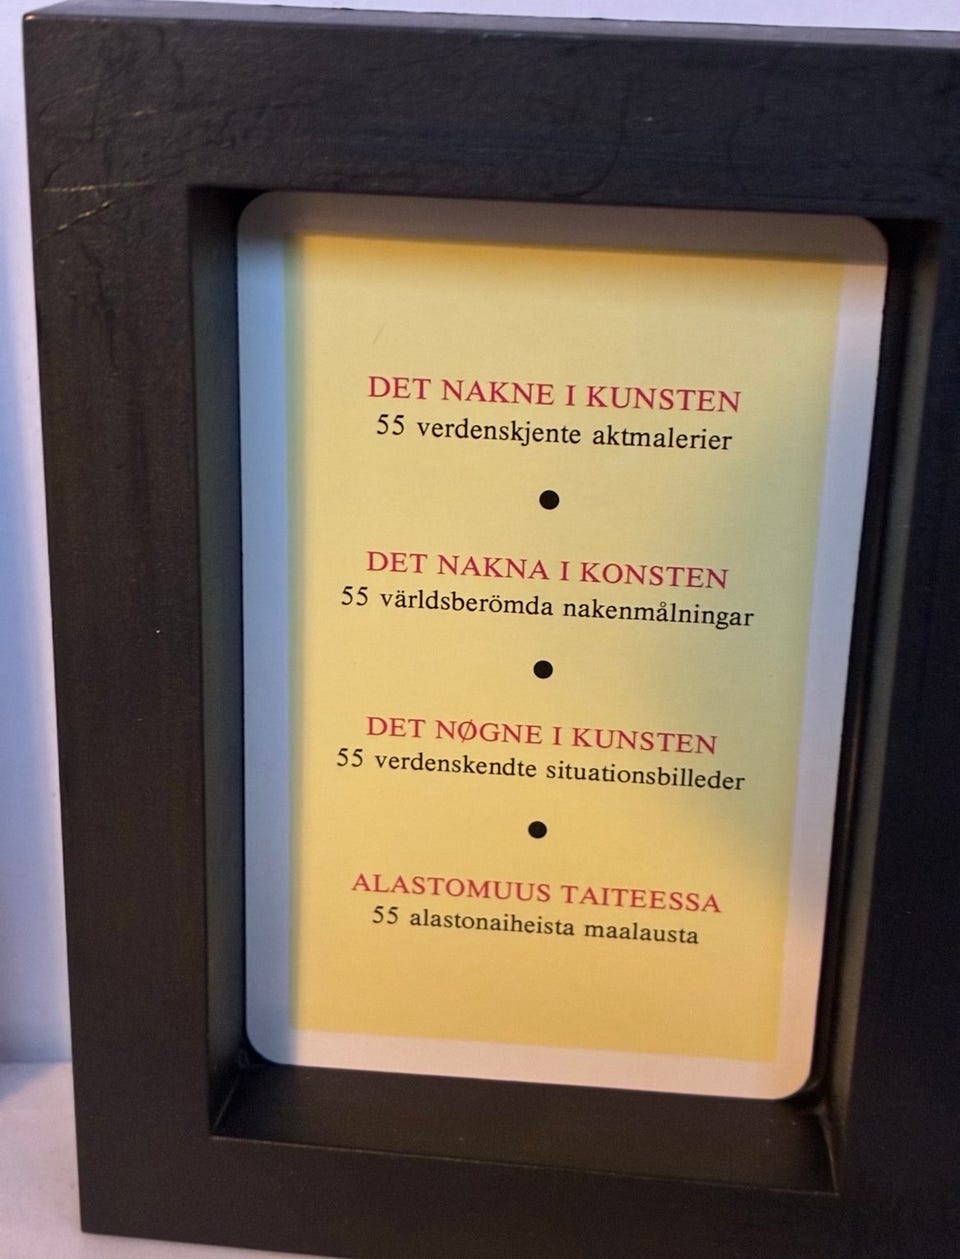 DET NAKNE I KUNSTEN
55 verdenskjente aktmalerier
DET NAKNA I KONSTEN
55 världsberömda nakenmålningar
DET NØGNE I KUNSTEN
55 verdenskendte situationsbilleder
ALASTOMUUS TAITEESSA
55 alastonaiheista maalausta